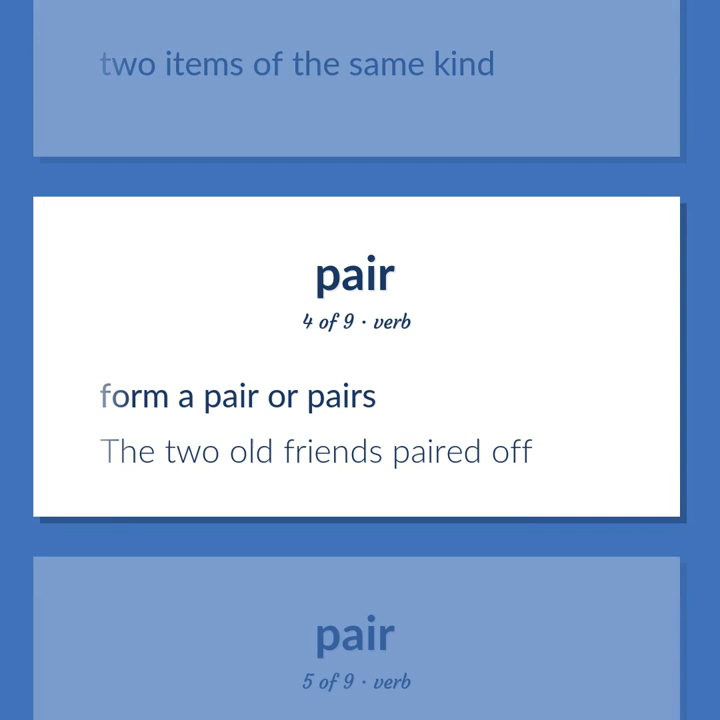 two items of the same kind
pair
4 of 9 · verb
form a pair or pairs
The two old friends paired off
pair
5 of 9 · verb